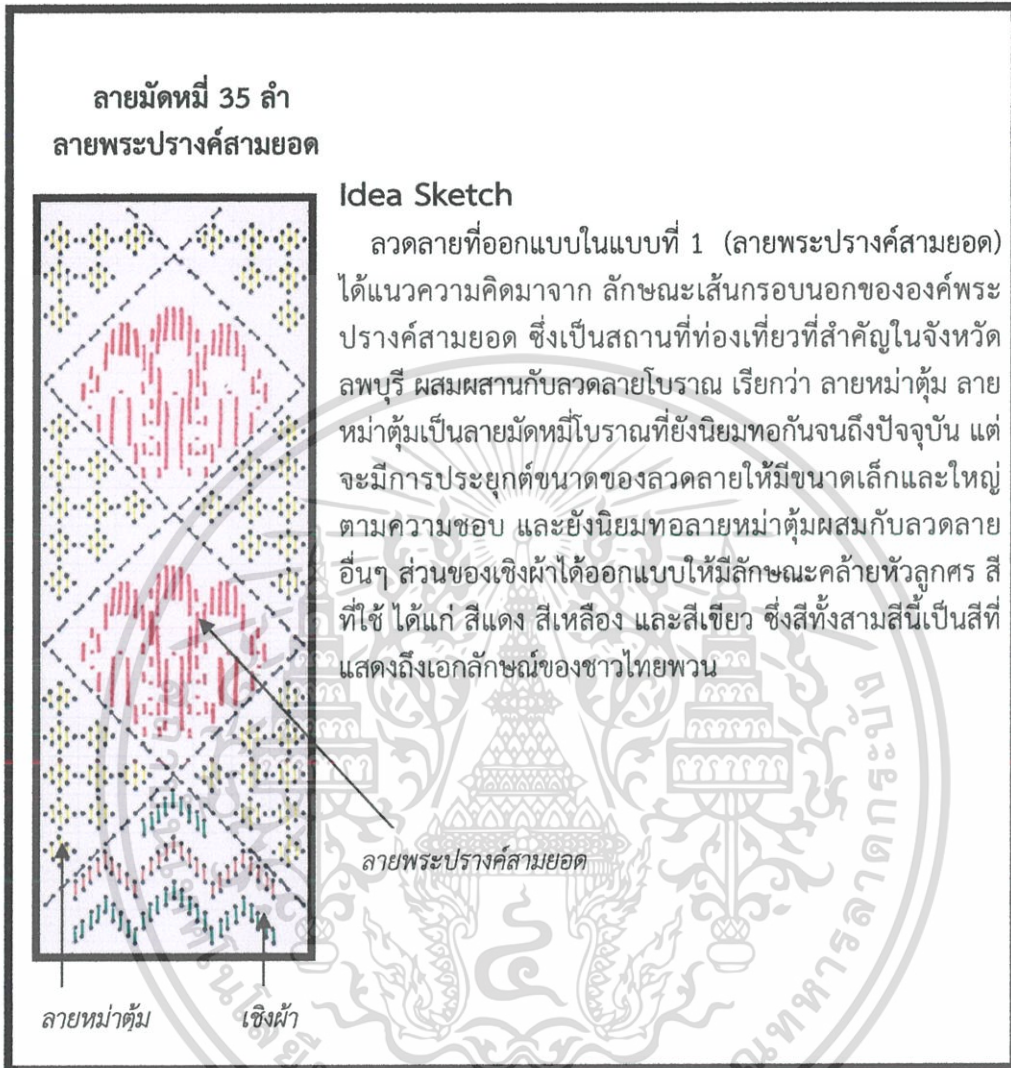 ลายมัดหมี่ 35 ลำ
ลายพระปรางค์สามยอด
Idea Sketch
ลวดลายที่ออกแบบในแบบที่ 1 (ลายพระปรางค์สามยอด)
ได้แนวความคิดมาจาก ลักษณะเส้นกรอบนอกขององค์พระ
ปรางค์สามยอด ซึ่งเป็นสถานที่ท่องเที่ยวที่สำคัญในจังหวัด
ลพบุรี ผสมผสานกับลวดลายโบราณ เรียกว่า ลายหม่าตุ้ม ลาย
หม่าตุ้มเป็นลายมัดหมี่โบราณที่ยังนิยมทอกันจนถึงปัจจุบัน แต่
จะมีการประยุกต์ขนาดของลวดลายให้มีขนาดเล็กและใหญ่
ตามความชอบ และยังนิยมทอลายหม่าตุ้มผสมกับลวดลาย
อื่นๆ ส่วนของเชิงผ้าได้ออกแบบให้มีลักษณะคล้ายหัวลูกศร สี
ที่ใช้ ได้แก่ สีแดง สีเหลือง และสีเขียว ซึ่งสีทั้งสามสีนี้เป็นสีที่
แสดงถึงเอกลักษณ์ของชาวไทยพวน
ลายพระปรางค์สามยอด
ลายหม่าตุ้ม
เชิงผ้า